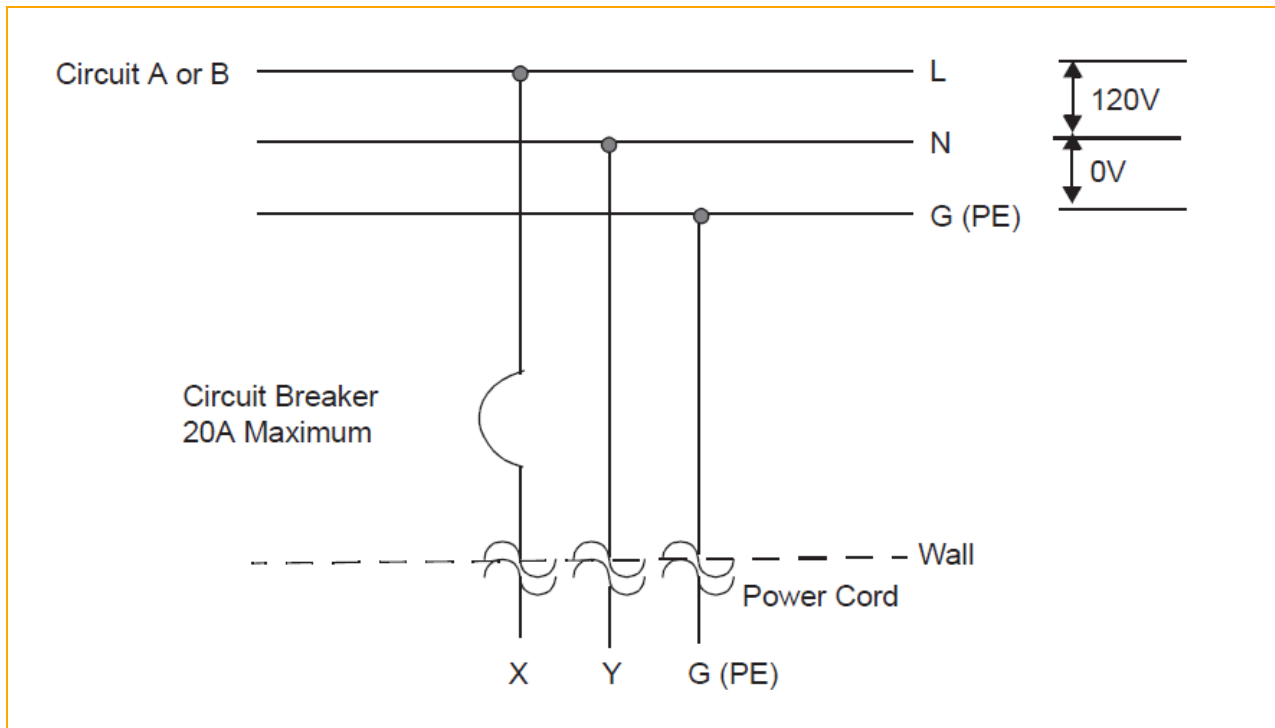 Circuit A or B
L
120V
N
0V
G (PE)
Circuit Breaker
20A Maximum
Wall
Power Cord
X
Y
G (PE)